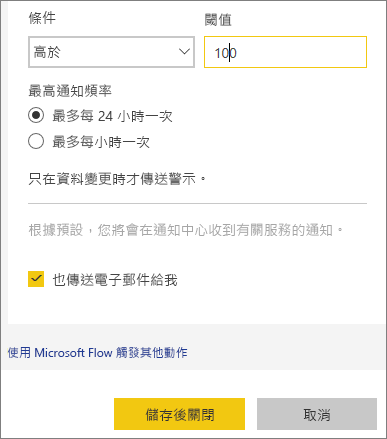 條件 閾值
高於 100
最高通知頻率
最多每 24 小時一次
最多每小時一次
只在資料變更時才傳送警示。
根據預設，您將會在通知中心收到有關服務的通知。
也傳送電子郵件給我
使用 Microsoft Flow 觸發其他動作
儲存後關閉 取消